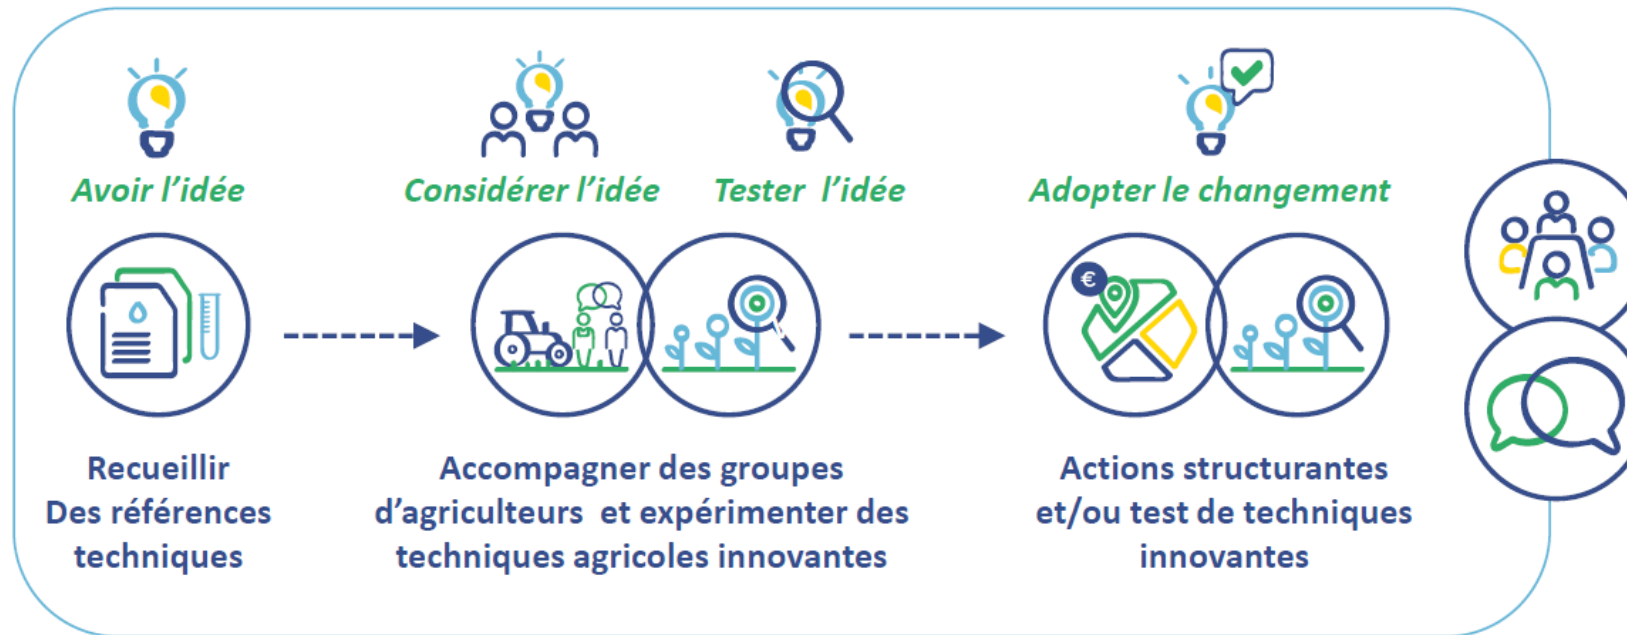 Avoir l’idée
Considérer l’idée
Tester l’idée
Adopter le changement
€
Recueillir
Des références
techniques
Accompagner des groupes
d’agriculteurs et expérimenter des
techniques agricoles innovantes
Actions structurantes
et/ou test de techniques
innovantes